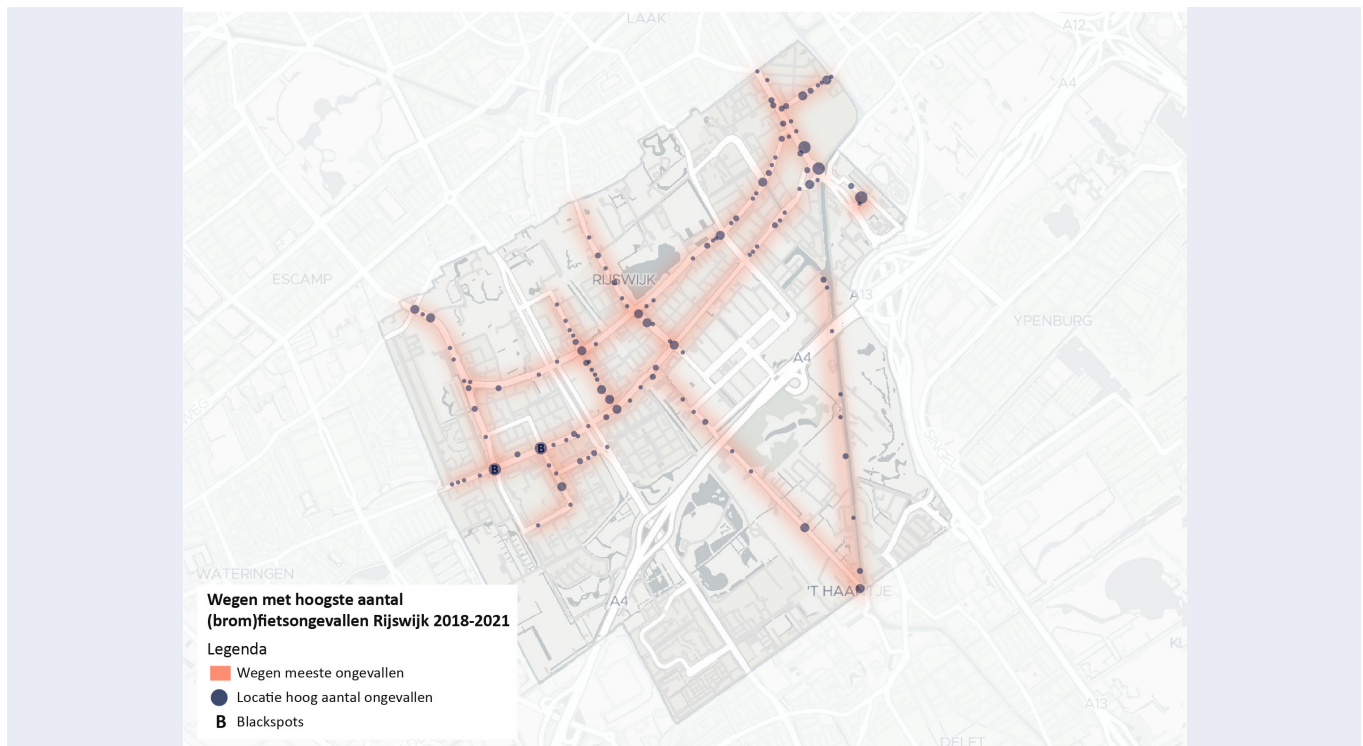 LAAK
A12
A4
ESCAMP
RIJSWIJK
A13
YPENBURG
A4
B
B
WATERINGEN
'T HAANTJE
A4
A13
DELFT
Wegen met hoogste aantal
(brom)fietsongevallen Rijswijk 2018-2021
Legenda
Wegen meeste ongevallen
Locatie hoog aantal ongevallen
B Blackspots